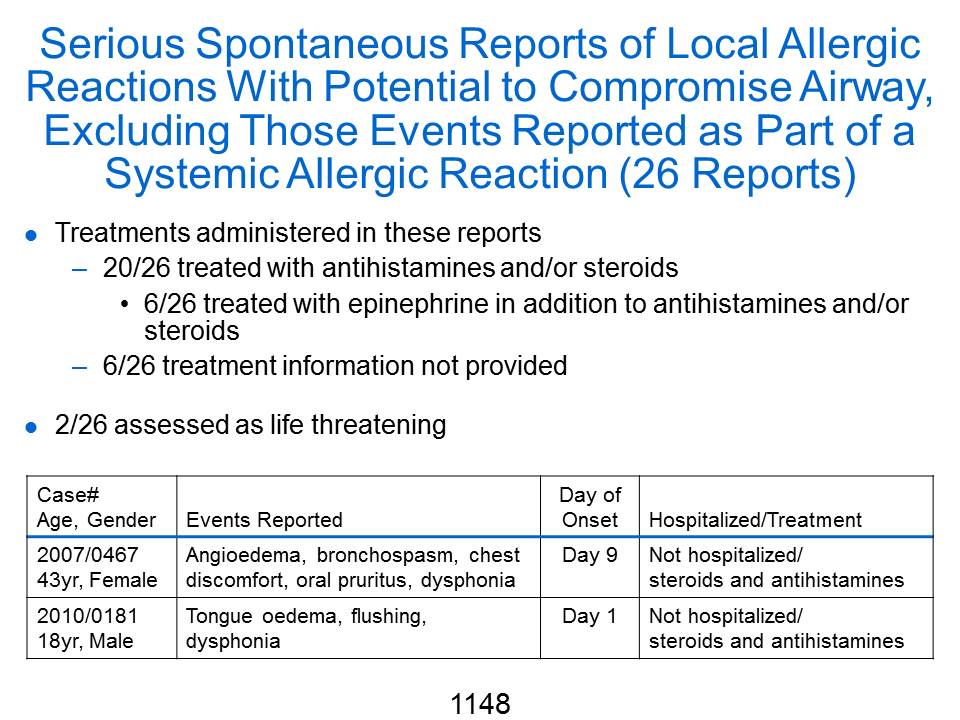 Serious Spontaneous Reports of Local Allergic
Reactions With Potential to Compromise Airway,
Excluding Those Events Reported as Part of a
Systemic Allergic Reaction (26 Reports)
● Treatments administered in these reports
– 20/26 treated with antihistamines and/or steroids
• 6/26 treated with epinephrine in addition to antihistamines and/or
steroids
– 6/26 treatment information not provided
● 2/26 assessed as life threatening
Case#
Age, Gender
Events Reported
Day of
Onset
Hospitalized/Treatment
2007/0467
43yr, Female
Angioedema, bronchospasm, chest
discomfort, oral pruritus, dysphonia
Day 9
Not hospitalized/
steroids and antihistamines
2010/0181
18yr, Male
Tongue oedema, flushing,
dysphonia
Day 1
Not hospitalized/
steroids and antihistamines
1148